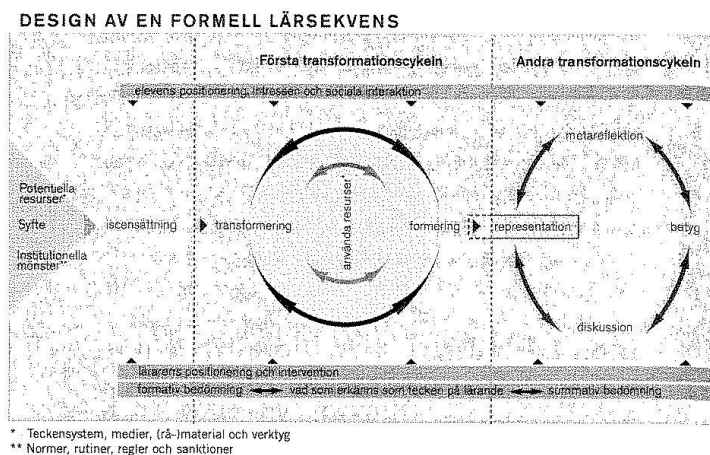 DESIGN AV EN FORMELL LÄRSEKVENS
Första transformationscykeln
Andra transformationscykeln
elevens positionering, intressen och sociala interaktion
Potentiella
resurser*
Syfte
Institutionella
mönster**
iscensättning
transformering
använda resurser*
formering
representation
metareflektion
betyg
diskussion
lärarens positionering och intervention
formativ bedömning
vad som erkänns som tecken på lärande
summativ bedömning
* Teckensystem, medier, (rå-)material och verktyg
** Normer, rutiner, regler och sanktioner